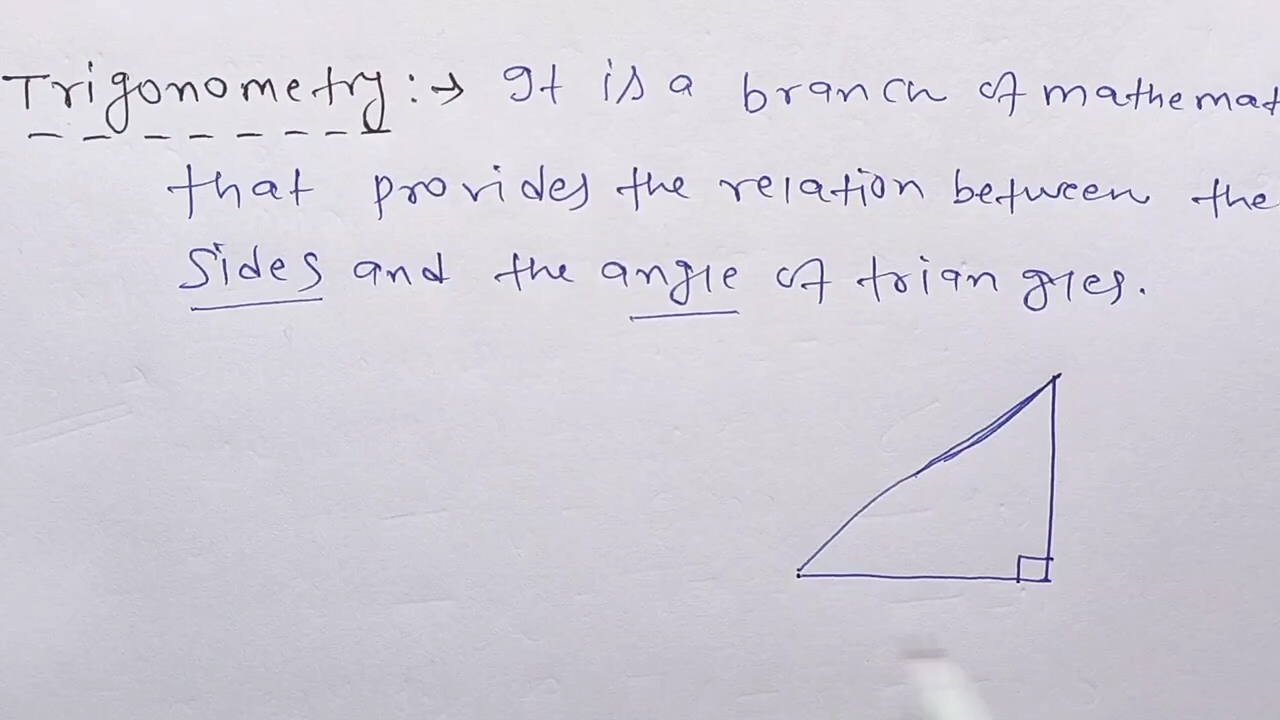 Trigonometry :→ It is a branch of mathemat
that provides the relation between the
Sides and the angle of triangles.